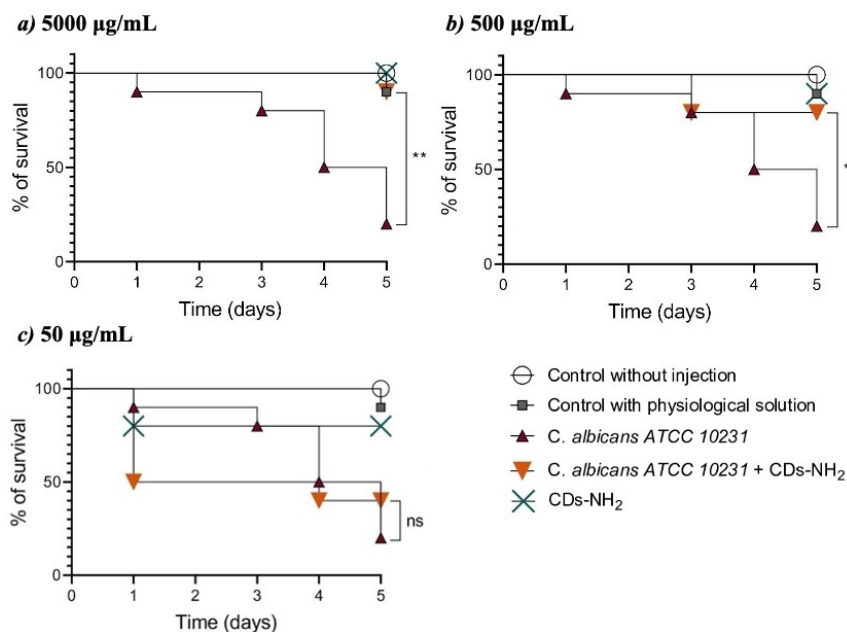 a) 5000 µg/mL
% of survival
100
50
0
**
0 1 2 3 4 5
Time (days)
b) 500 µg/mL
% of survival
100
50
0
*
0 1 2 3 4 5
Time (days)
c) 50 µg/mL
% of survival
100
50
0
ns
0 1 2 3 4 5
Time (days)
Control without injection
Control with physiological solution
C. albicans ATCC 10231
C. albicans ATCC 10231 + CDs-NH₂
CDs-NH₂